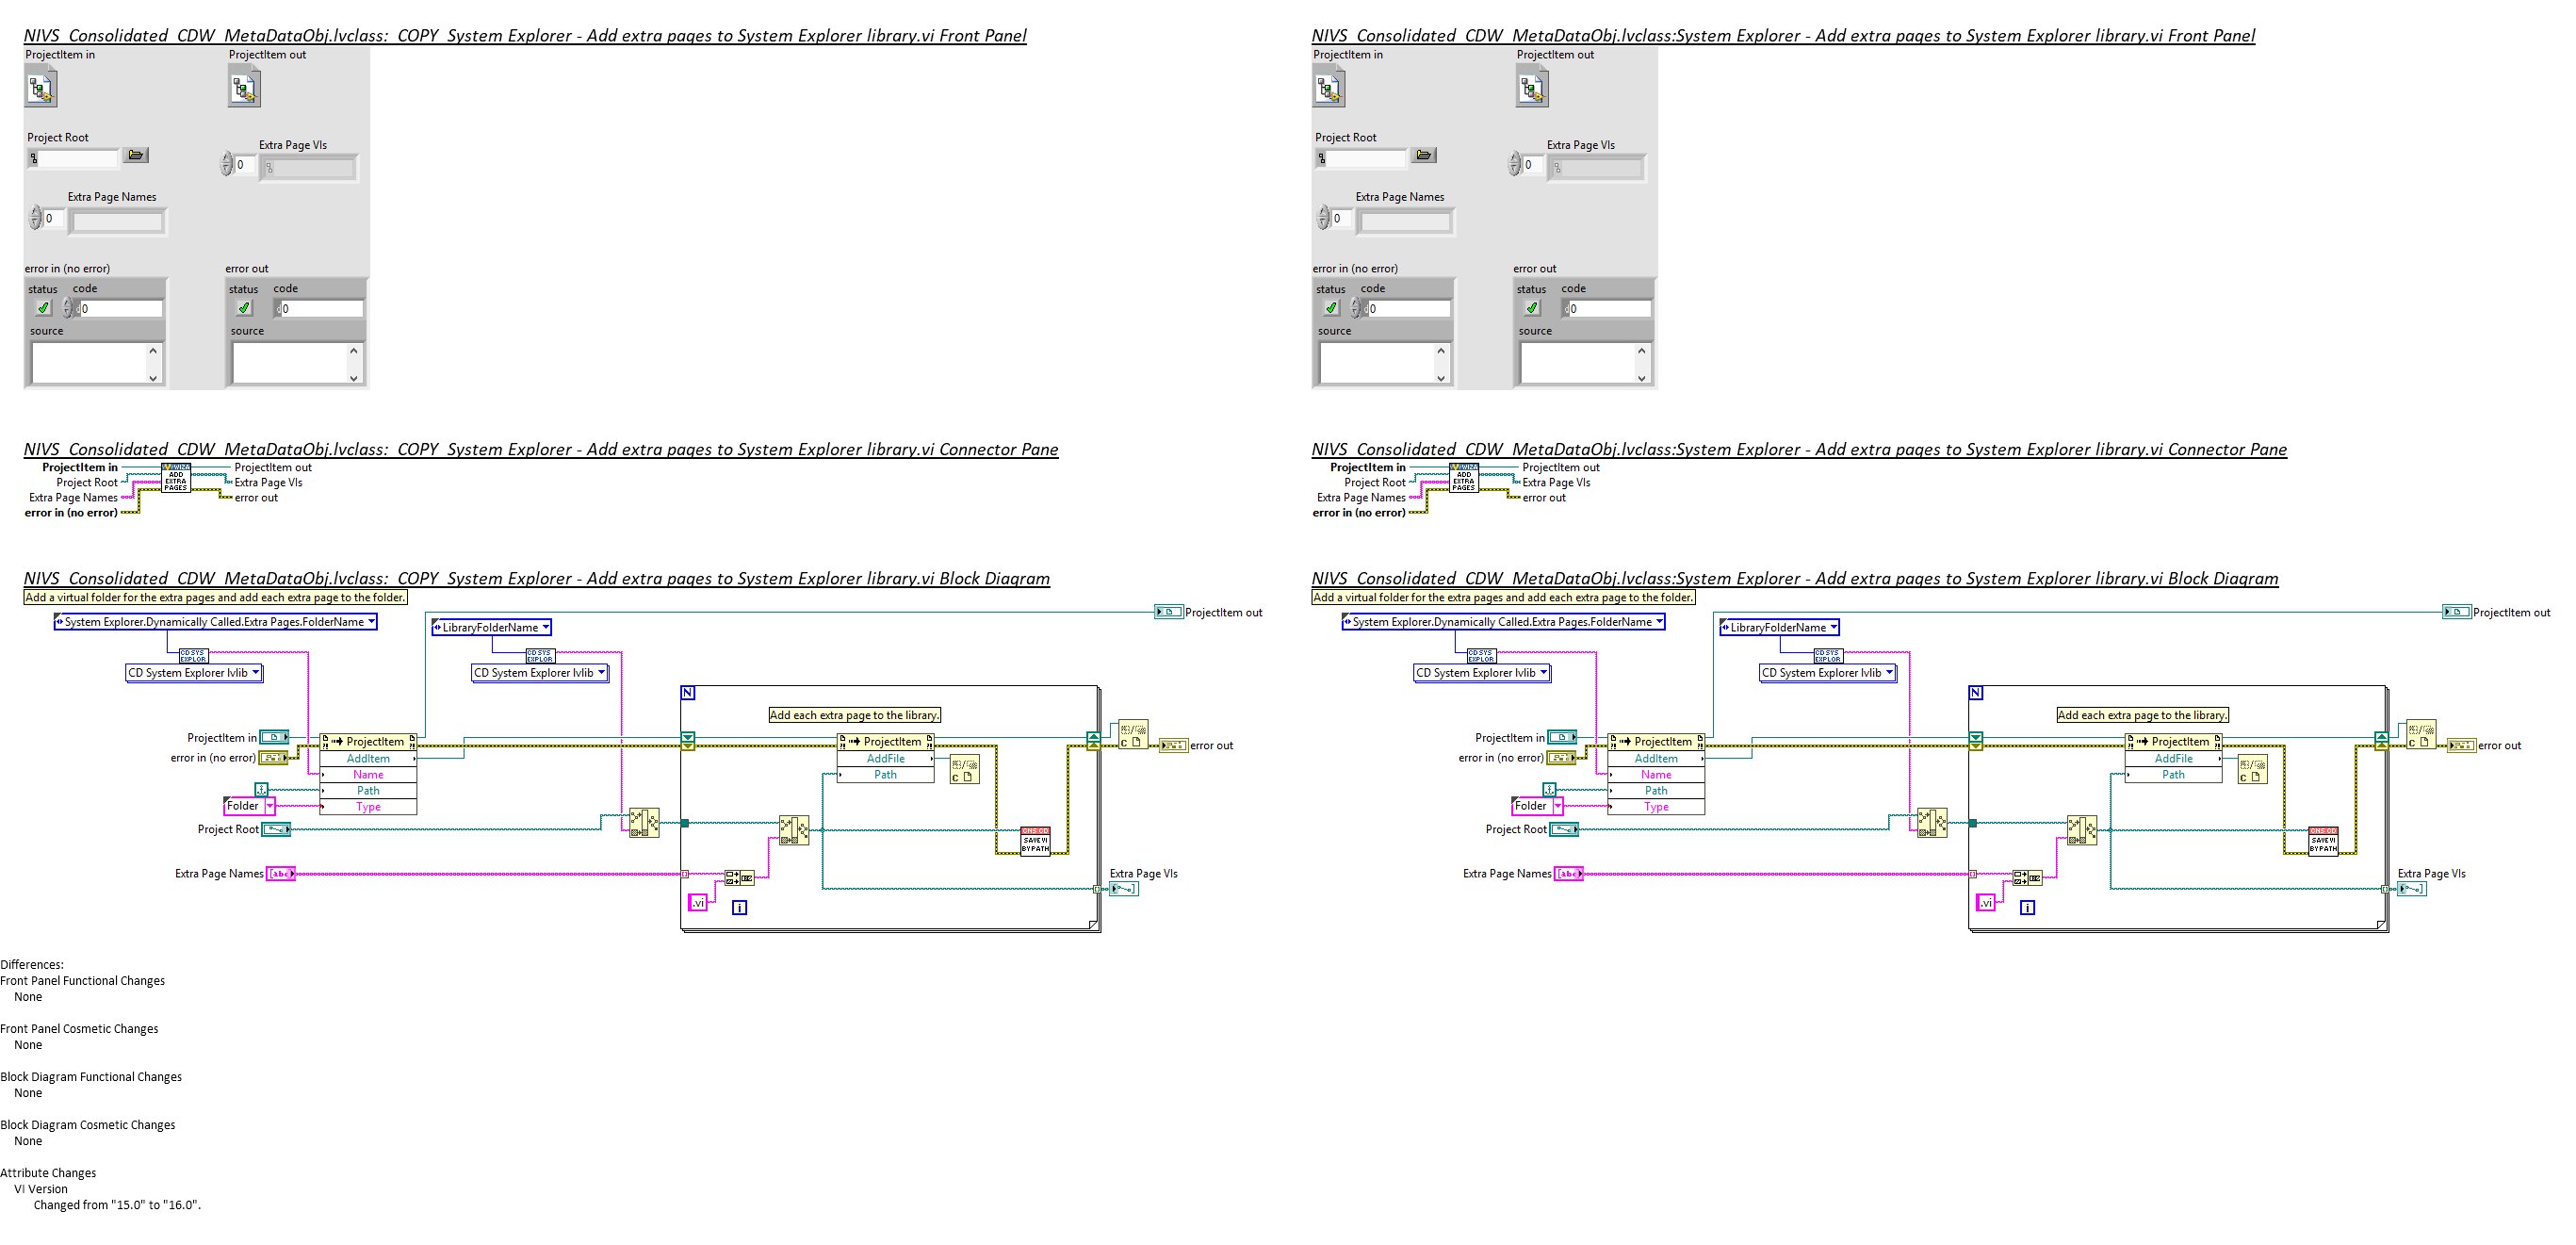 NIVS_Consolidated_CDW_MetaDataObj.lvclass:_COPY_System Explorer - Add extra pages to System Explorer library.vi Front Panel
ProjectItem in
ProjectItem out
Project Root
Extra Page VIs
0
Extra Page Names
0
error in (no error)
error out
status code
0
status code
0
source
source
NIVS_Consolidated_CDW_MetaDataObj.lvclass:_COPY_System Explorer - Add extra pages to System Explorer library.vi Connector Pane
ProjectItem in
ProjectItem out
Project Root
Extra Page VIs
Extra Page Names
error out
error in (no error)
ADD
EXTRA
PAGES
NIVS_Consolidated_CDW_MetaDataObj.lvclass:_COPY_System Explorer - Add extra pages to System Explorer library.vi Block Diagram
Add a virtual folder for the extra pages and add each extra page to the folder.
System Explorer.Dynamically Called.Extra Pages.FolderName
LibraryFolderName
ProjectItem out
CD SYS
EXPLOR
CD SYS
EXPLOR
CD System Explorer lvlib
CD System Explorer lvlib
N
Add each extra page to the library.
ProjectItem in
error in (no error)
ProjectItem
AddItem
Name
Path
Type
Folder
Project Root
ProjectItem
AddFile
Path
error out
CNS CD
SAVE VI
BY PATH
Extra Page Names
abc
.vi
i
Extra Page VIs
NIVS_Consolidated_CDW_MetaDataObj.lvclass:System Explorer - Add extra pages to System Explorer library.vi Front Panel
ProjectItem in
ProjectItem out
Project Root
Extra Page VIs
0
Extra Page Names
0
error in (no error)
error out
status code
0
status code
0
source
source
NIVS_Consolidated_CDW_MetaDataObj.lvclass:System Explorer - Add extra pages to System Explorer library.vi Connector Pane
ProjectItem in
ProjectItem out
Project Root
Extra Page VIs
Extra Page Names
error out
error in (no error)
ADD
EXTRA
PAGES
NIVS_Consolidated_CDW_MetaDataObj.lvclass:System Explorer - Add extra pages to System Explorer library.vi Block Diagram
Add a virtual folder for the extra pages and add each extra page to the folder.
System Explorer.Dynamically Called.Extra Pages.FolderName
LibraryFolderName
ProjectItem out
CD SYS
EXPLOR
CD SYS
EXPLOR
CD System Explorer lvlib
CD System Explorer lvlib
N
Add each extra page to the library.
ProjectItem in
error in (no error)
ProjectItem
AddItem
Name
Path
Type
Folder
Project Root
ProjectItem
AddFile
Path
error out
CNS CD
SAVE VI
BY PATH
Extra Page Names
abc
.vi
i
Extra Page VIs
Differences:
Front Panel Functional Changes
None
Front Panel Cosmetic Changes
None
Block Diagram Functional Changes
None
Block Diagram Cosmetic Changes
None
Attribute Changes
VI Version
Changed from "15.0" to "16.0".